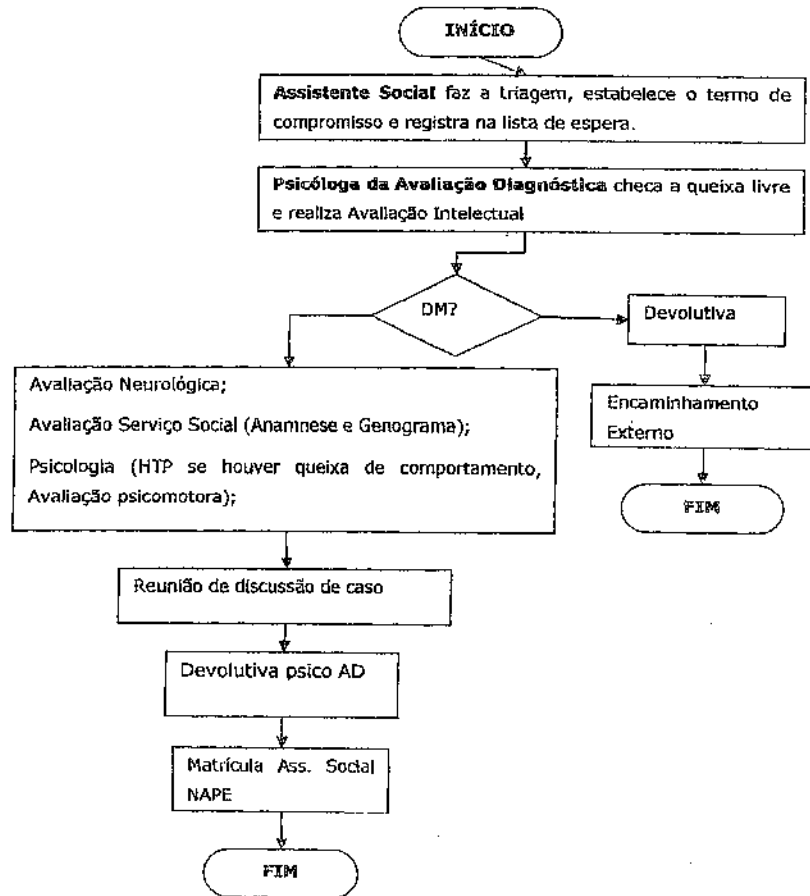 INÍCIO
Assistente Social faz a triagem, estabelece o termo de
compromisso e registra na lista de espera.
Psicóloga da Avaliação Diagnóstica checa a queixa livre
e realiza Avaliação Intelectual
DM?
Devolutiva
Avaliação Neurológica;
Avaliação Serviço Social (Anamnese e Genograma);
Psicologia (HTP se houver queixa de comportamento,
Avaliação psicomotora);
Encaminhamento
Externo
FIM
Reunião de discussão de caso
Devolutiva psico AD
Matrícula Ass. Social
NAPE
FIM